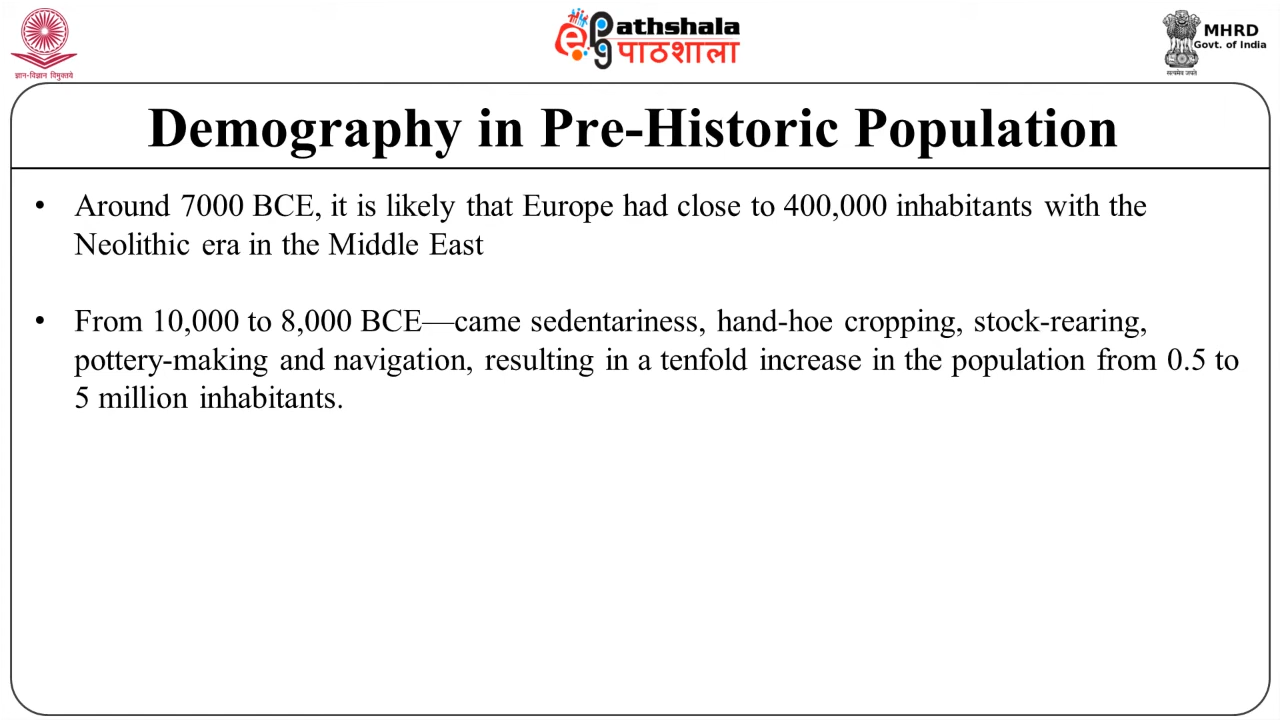 ज्ञान-विज्ञान विमुक्तये
ePathshala
पाठशाला
MHRD
Govt. of India
सत्यमेव जयते
Demography in Pre-Historic Population
• Around 7000 BCE, it is likely that Europe had close to 400,000 inhabitants with the
Neolithic era in the Middle East
• From 10,000 to 8,000 BCE—came sedentariness, hand-hoe cropping, stock-rearing,
pottery-making and navigation, resulting in a tenfold increase in the population from 0.5 to
5 million inhabitants.